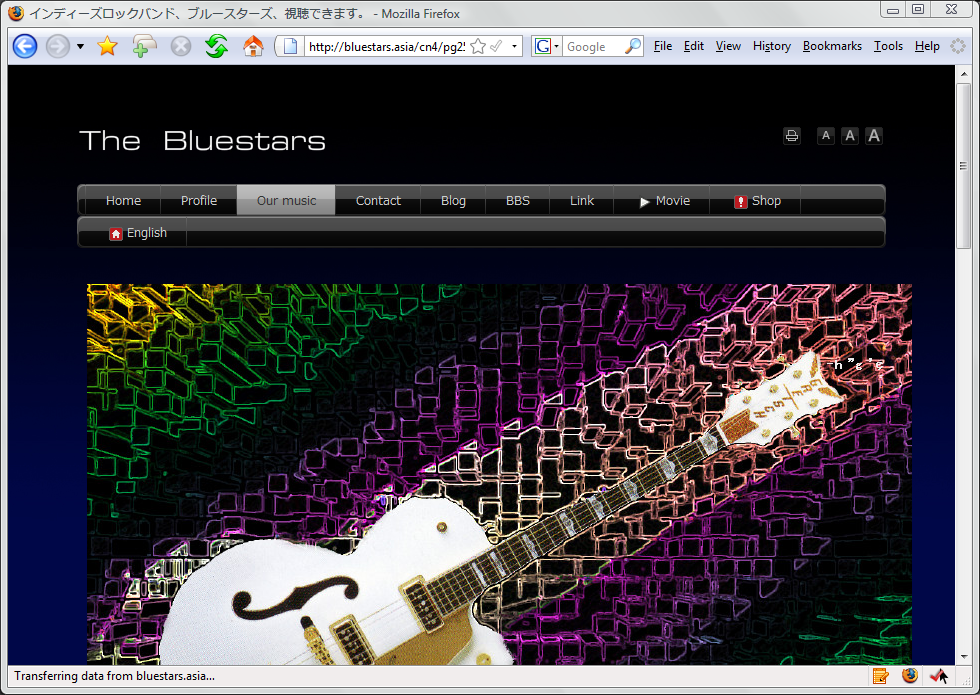 インディーズロックバンド、ブルースターズ、視聴できます。 - Mozilla Firefox
http://bluestars.asia/cn4/pg25 G Google File Edit View History Bookmarks Tools Help
The Bluestars
A A A
Home Profile Our music Contact Blog BBS Link Movie Shop
English
GRETSCH
Transferring data from bluestars.asia...